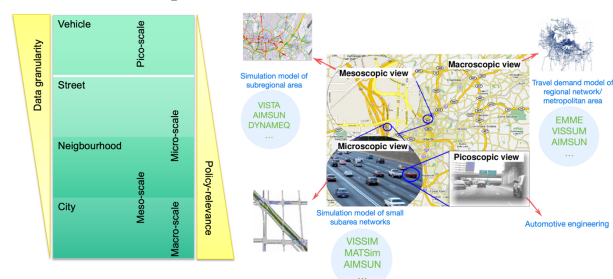 Data granularity
Vehicle
Pico-scale
Street
Micro-scale
Neigbourhood
Meso-scale
City
Macro-scale
Policy-relevance
Simulation model of
subregional area
VISTA
AIMSUN
DYNAMEQ
...
Mesoscopic view
Macroscopic view
Microscopic view
Picoscopic view
Travel demand model of
regional network/
metropolitan area
EMME
VISSUM
AIMSUN
...
Simulation model of small
subarea networks
VISSIM
MATSim
AIMSUN
...
Automotive engineering